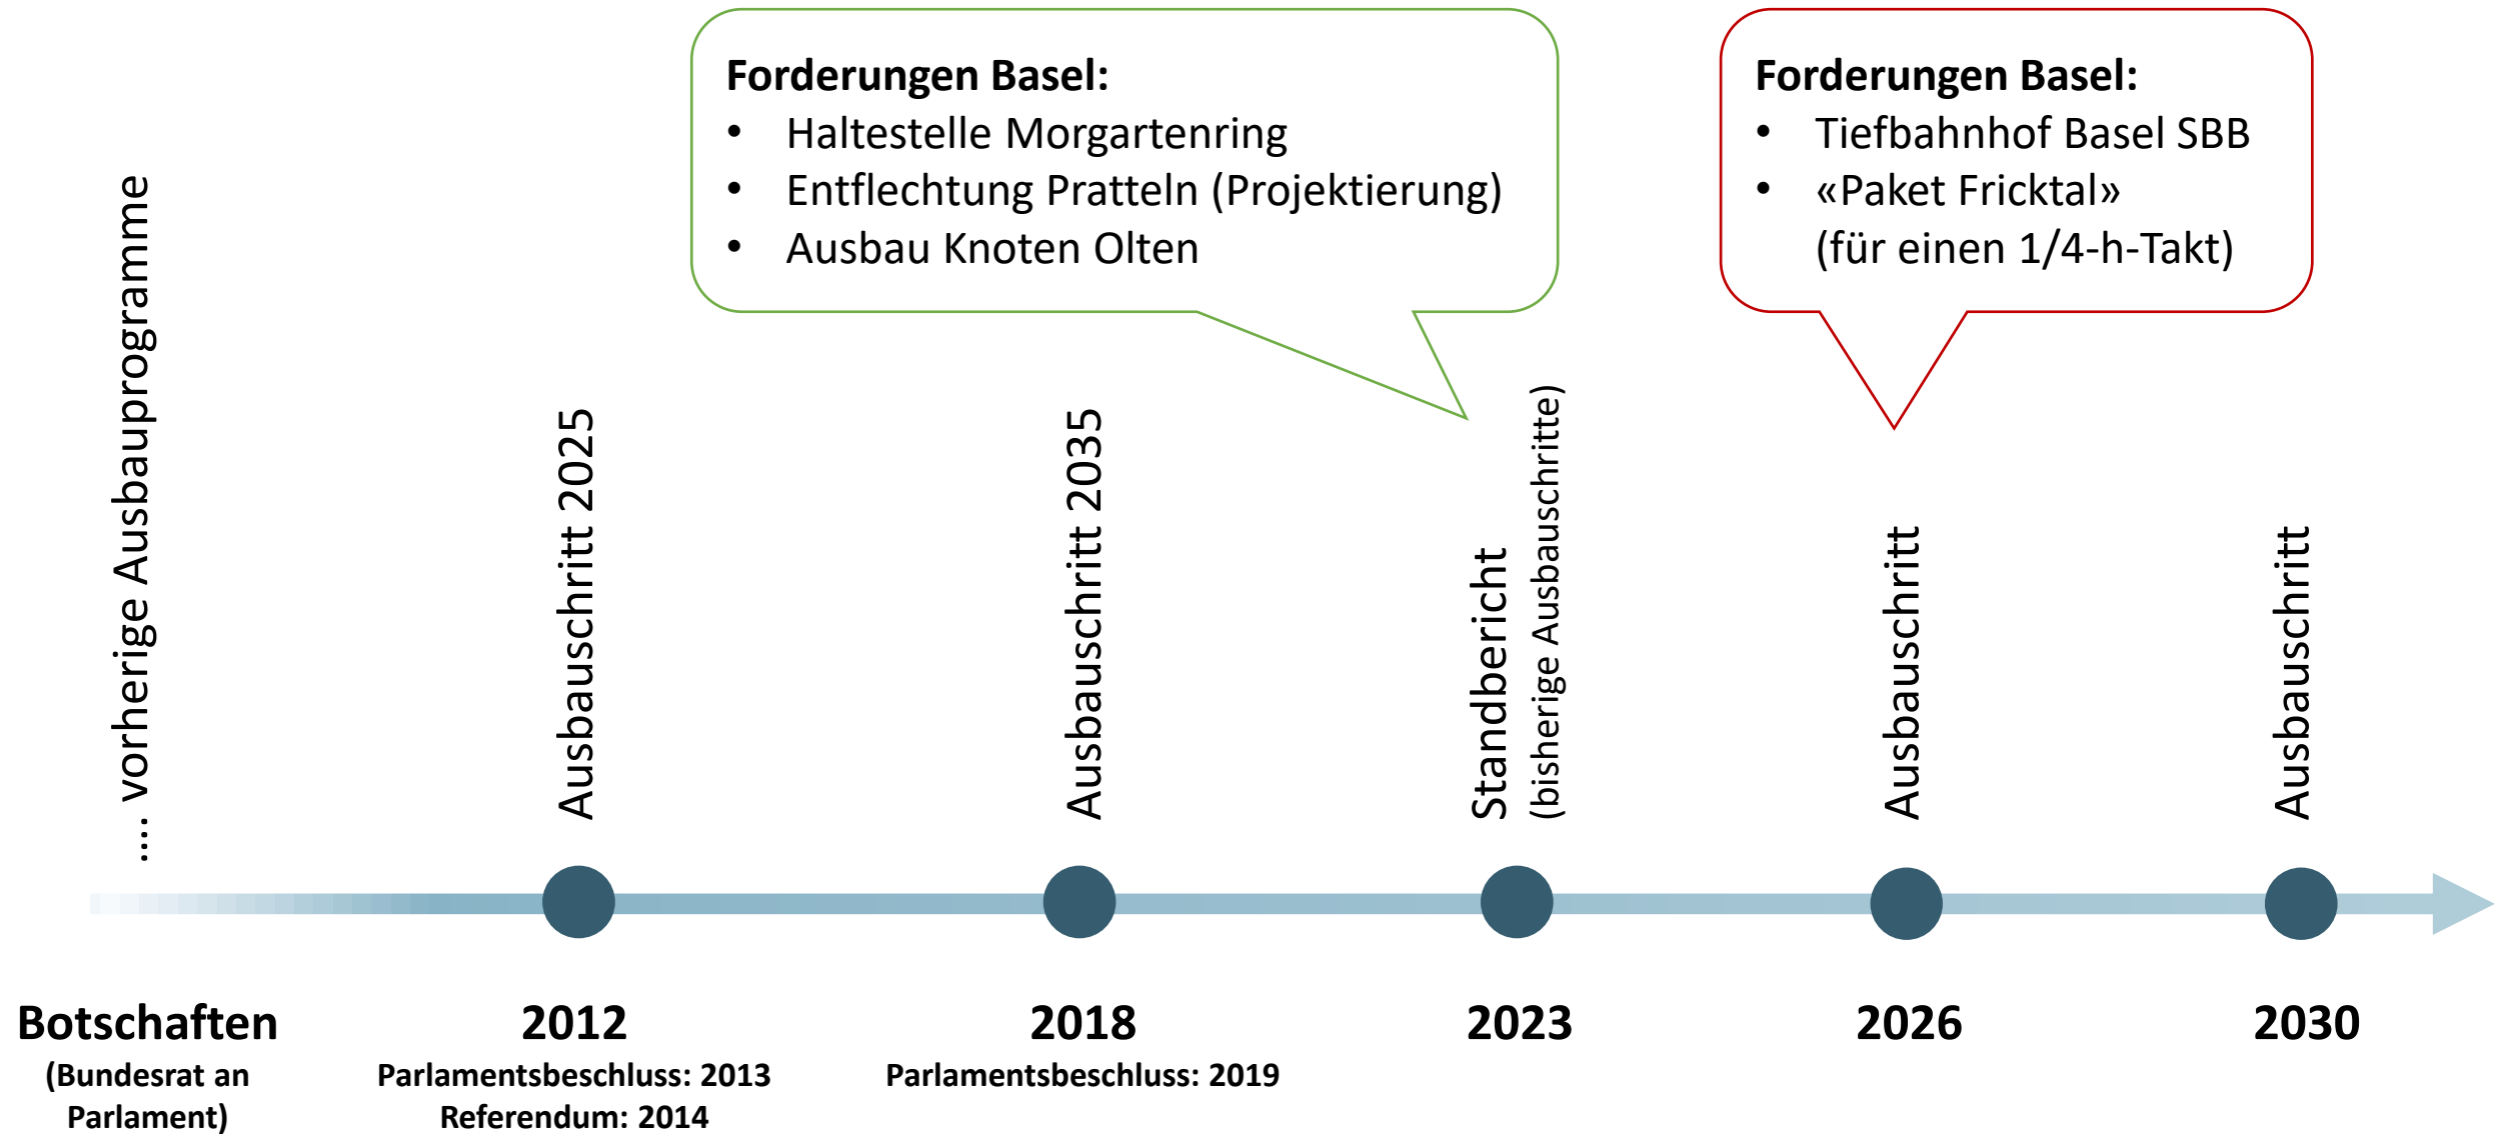 Forderungen Basel:
• Haltestelle Morgartenring
• Entflechtung Pratteln (Projektierung)
• Ausbau Knoten Olten
Forderungen Basel:
• Tiefbahnhof Basel SBB
• «Paket Fricktal»
(für einen 1/4-h-Takt)
.... vorherige Ausbauprogramme
Ausbauschritt 2025
Ausbauschritt 2035
Standbericht
(bisherige Ausbauschritte)
Ausbauschritt
Ausbauschritt
Botschaften
(Bundesrat an
Parlament)
2012
Parlamentsbeschluss: 2013
Referendum: 2014
2018
Parlamentsbeschluss: 2019
2023
2026
2030